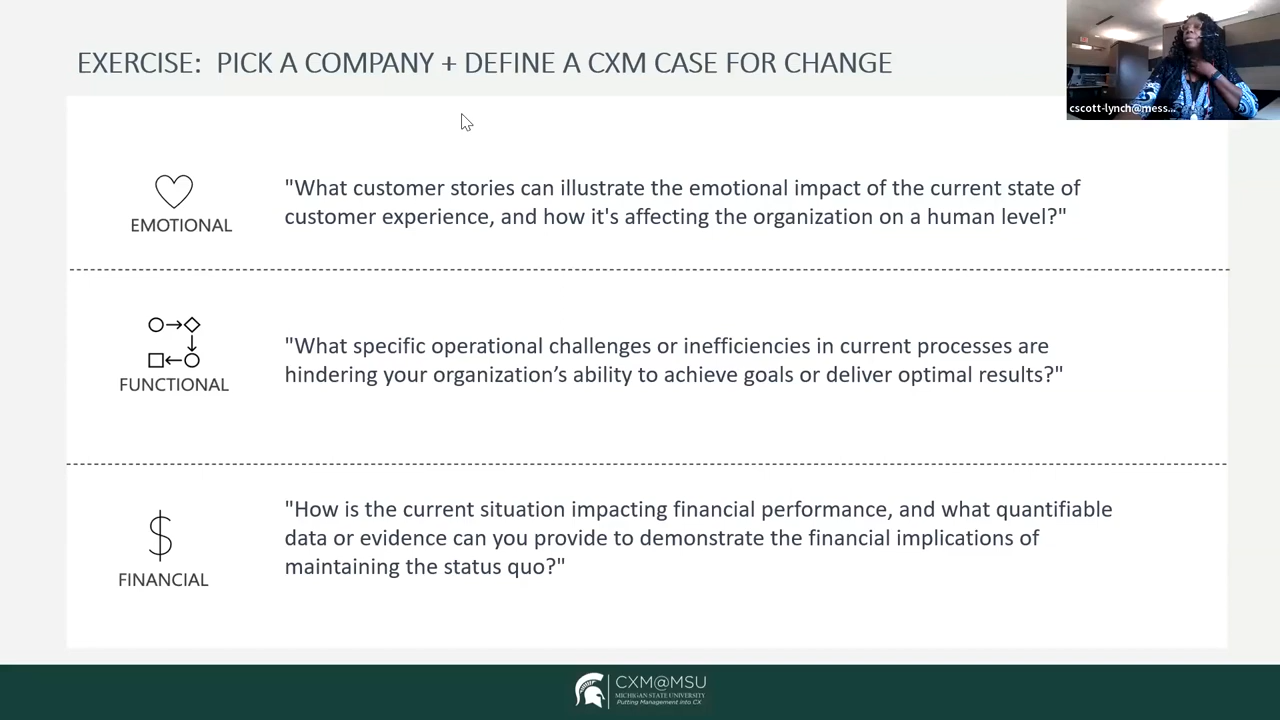 EXERCISE:  PICK A COMPANY + DEFINE A CXM CASE FOR CHANGE
cscott-lynch@mess...
EMOTIONAL
"What customer stories can illustrate the emotional impact of the current state of
customer experience, and how it's affecting the organization on a human level?"
FUNCTIONAL
"What specific operational challenges or inefficiencies in current processes are
hindering your organization’s ability to achieve goals or deliver optimal results?"
$
FINANCIAL
"How is the current situation impacting financial performance, and what quantifiable
data or evidence can you provide to demonstrate the financial implications of
maintaining the status quo?"
CXM@MSU
MICHIGAN STATE UNIVERSITY
Putting Management into CX